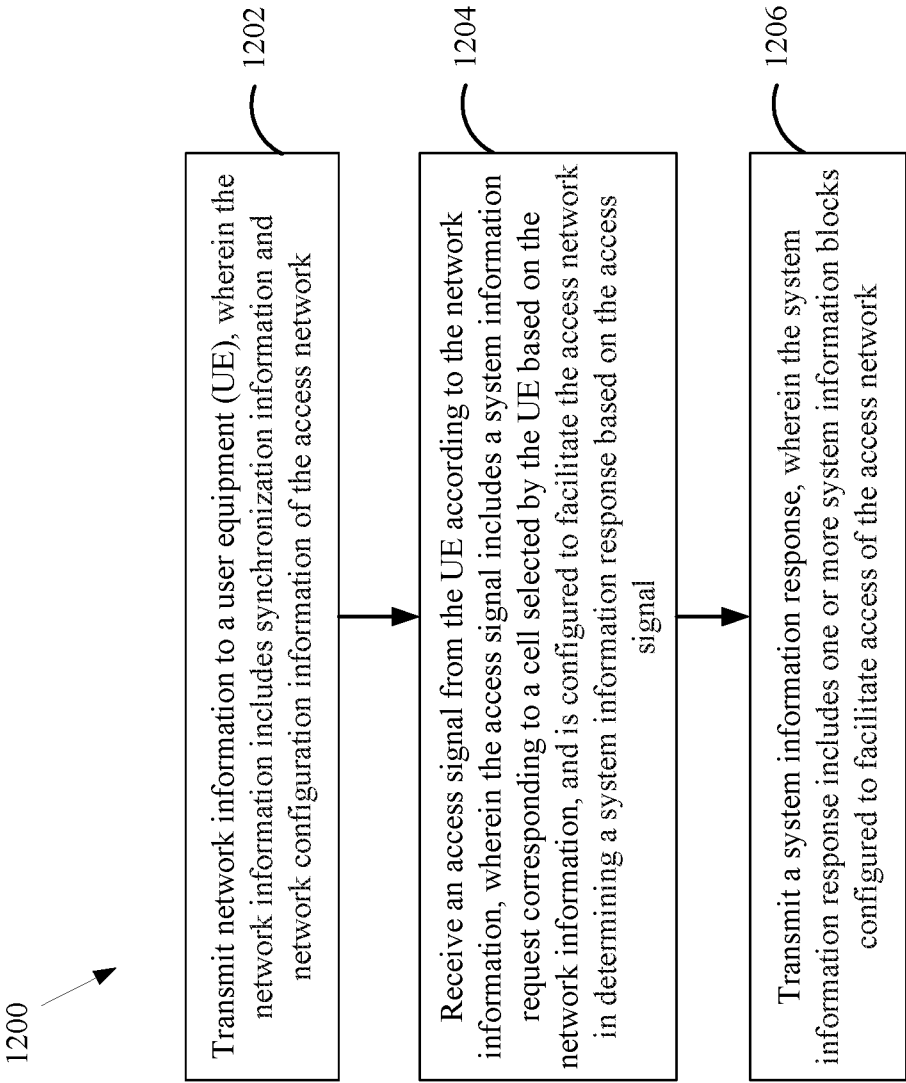 1200
Transmit network information to a user equipment (UE), wherein the
network information includes synchronization information and
network configuration information of the access network
1202
Receive an access signal from the UE according to the network
information, wherein the access signal includes a system information
request corresponding to a cell selected by the UE based on the
network information, and is configured to facilitate the access network
in determining a system information response based on the access
signal
1204
Transmit a system information response, wherein the system
information response includes one or more system information blocks
configured to facilitate access of the access network
1206